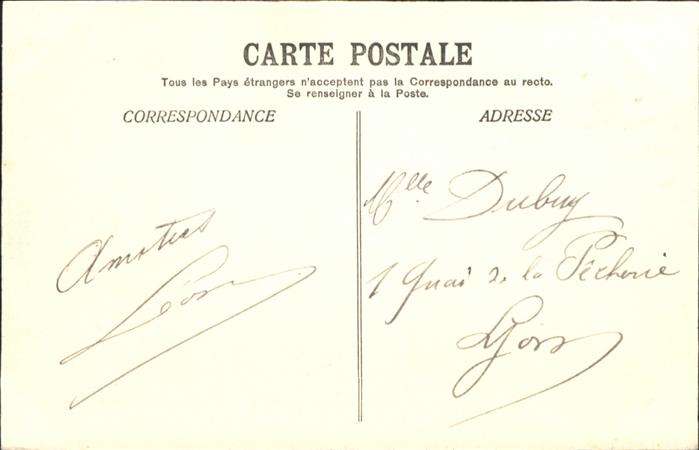 CARTE POSTALE
Tous les Pays étrangers n'acceptent pas la Correspondance au recto.
Se renseigner à la Poste.
CORRESPONDANCE
Amitiés
Léon
ADRESSE
Mlle Dubuy
1 Quai de la Pêcherie
Lyon